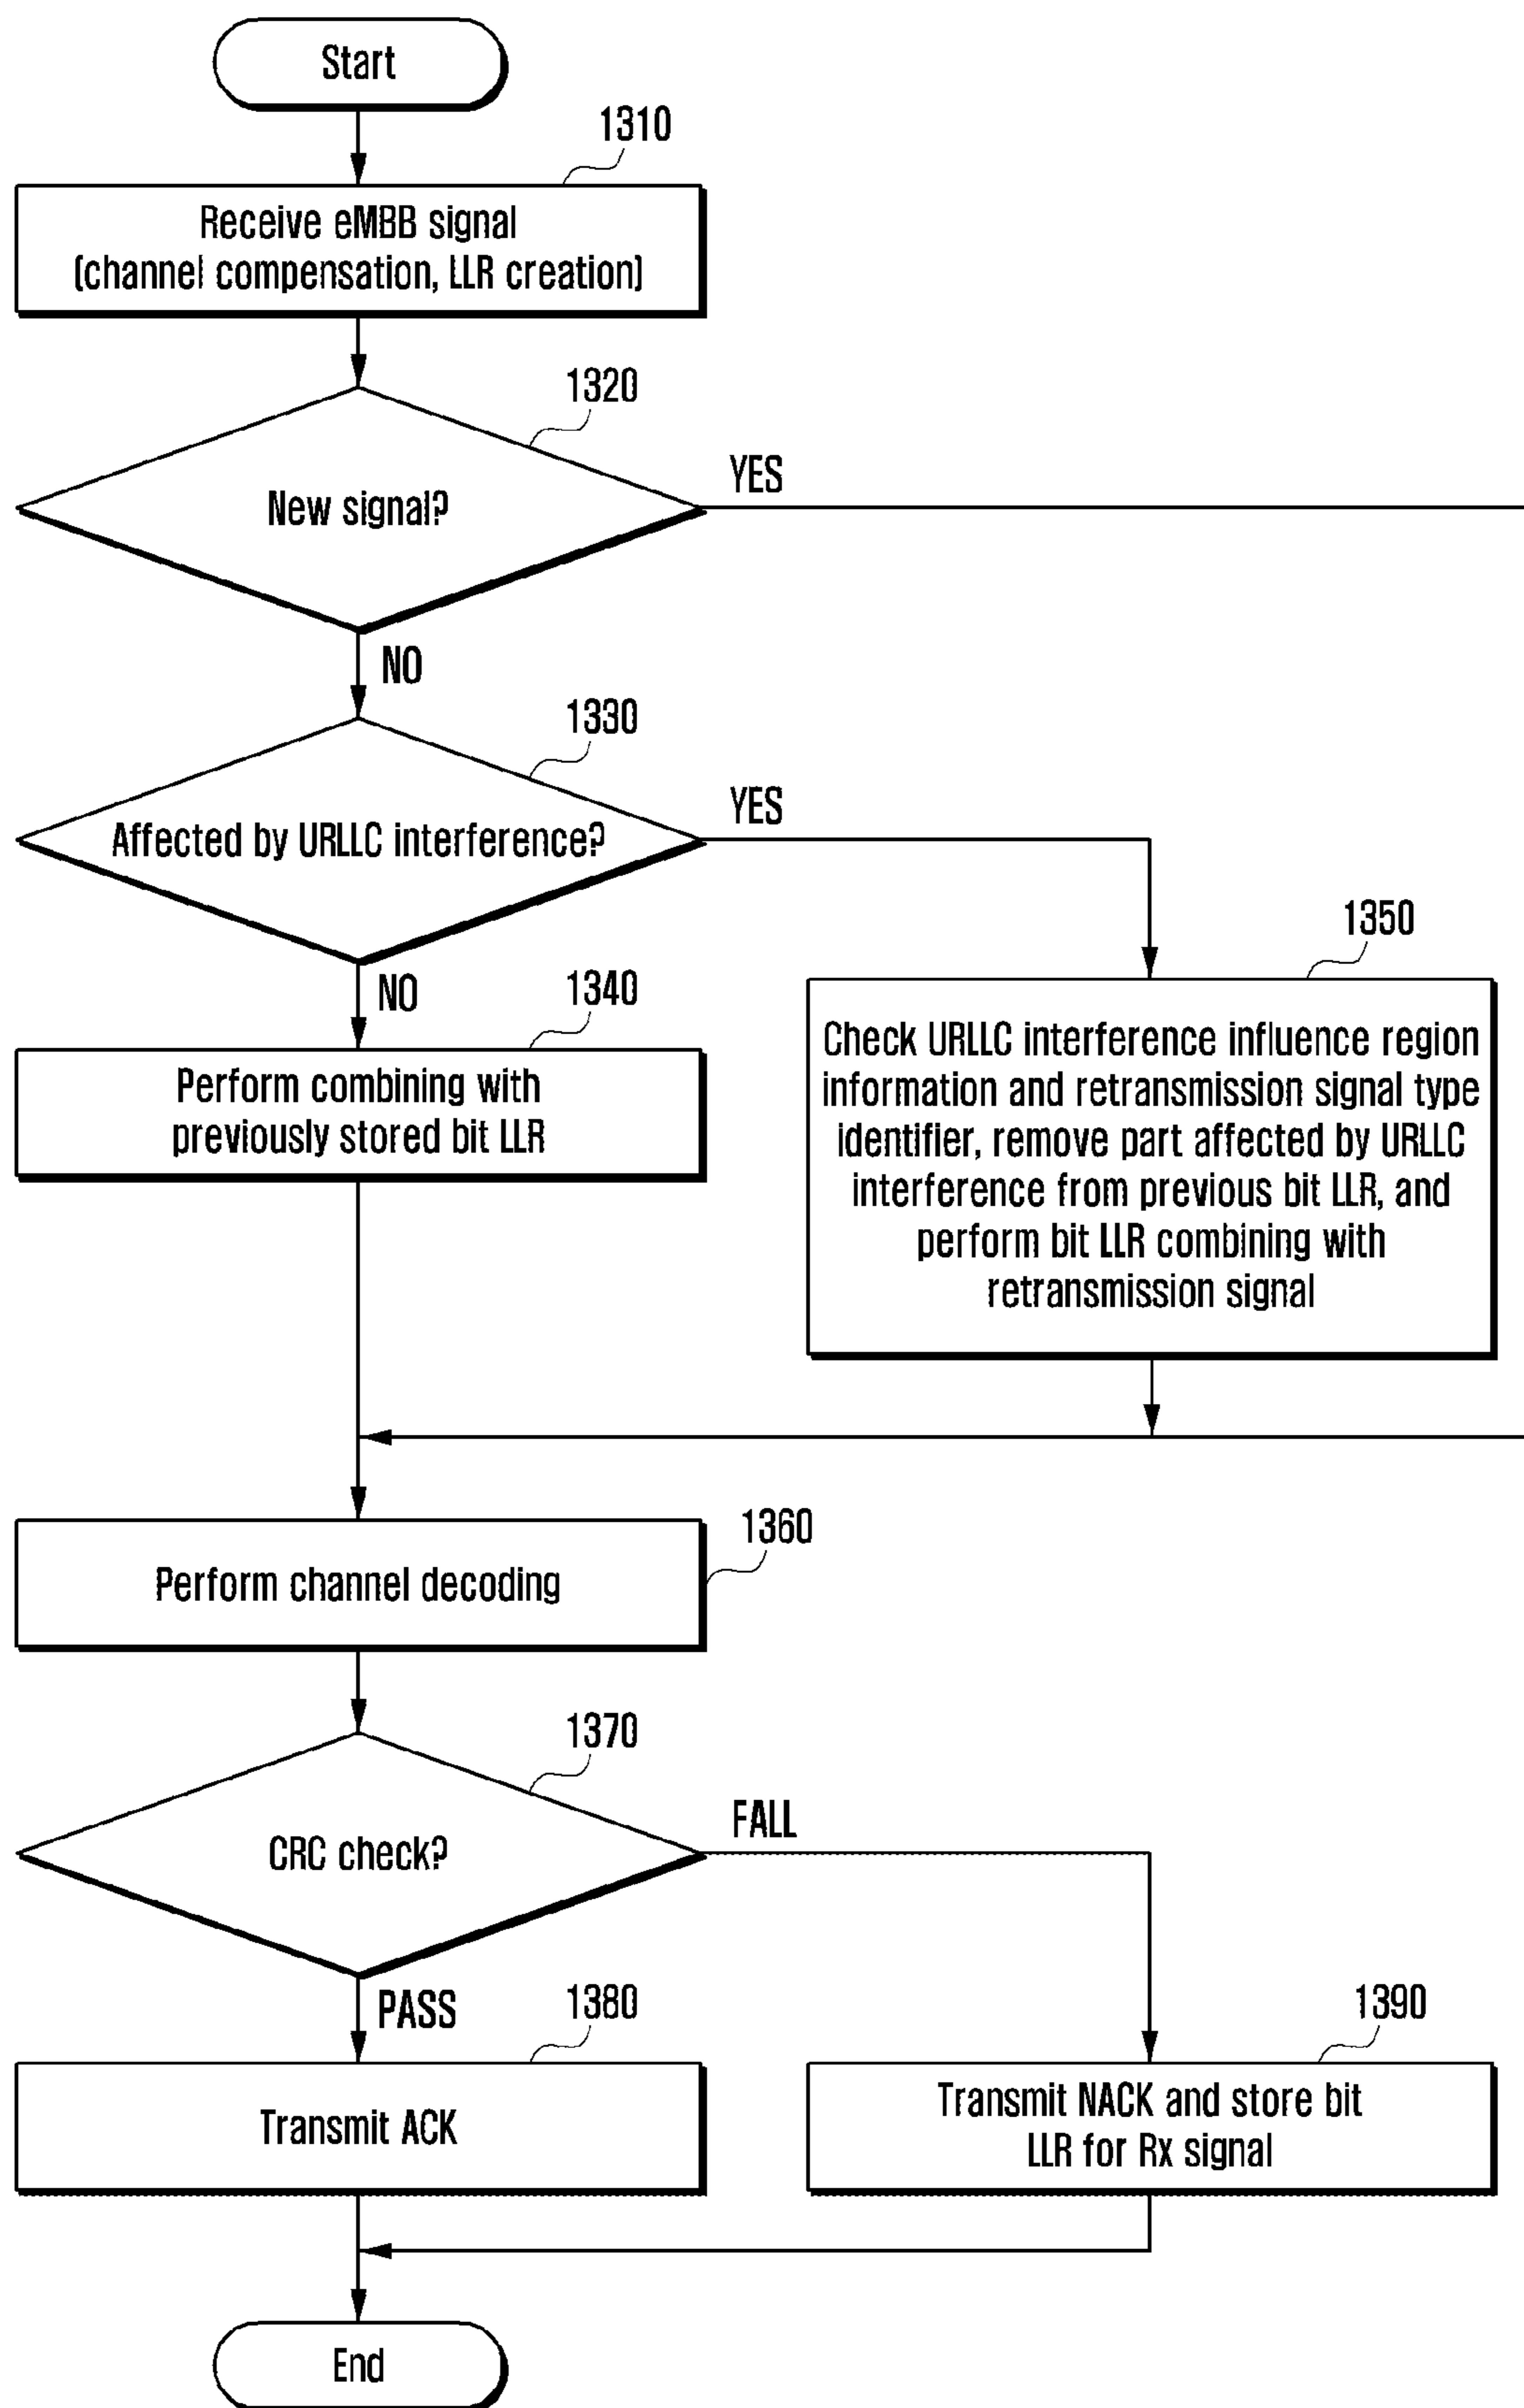 Start
1310
Receive eMBB signal
(channel compensation, LLR creation)
1320
New signal?
YES
NO
1330
Affected by URLLC interference?
YES
NO
1340
Perform combining with
previously stored bit LLR
1350
Check URLLC interference influence region
information and retransmission signal type
identifier, remove part affected by URLLC
interference from previous bit LLR, and
perform bit LLR combining with
retransmission signal
1360
Perform channel decoding
1370
CRC check?
FALL
PASS
1380
Transmit ACK
1390
Transmit NACK and store bit
LLR for Rx signal
End